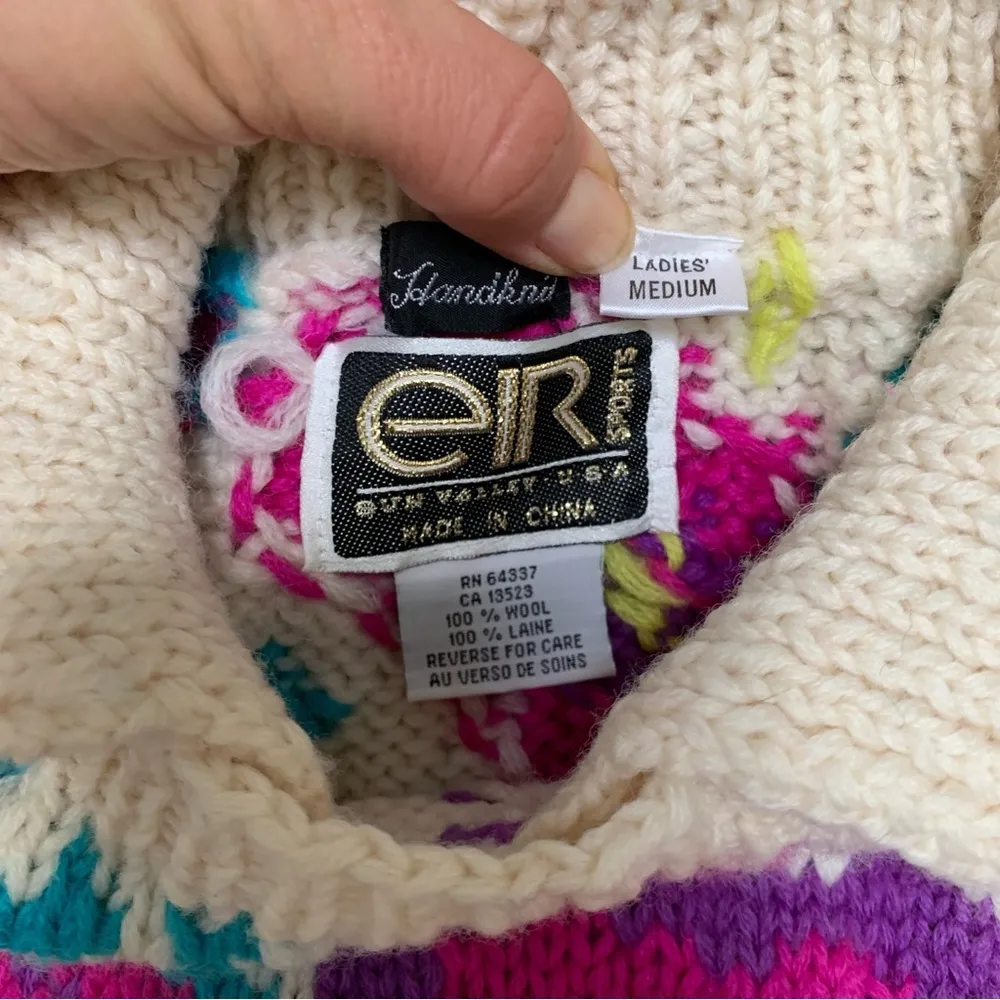 Handknit
LADIES'
MEDIUM
eIR
SPORTS
SUN VALLEY · USA
MADE IN CHINA
RN 64337
CA 13523
100 % WOOL
100 % LAINE
REVERSE FOR CARE
AU VERSO DE SOINS